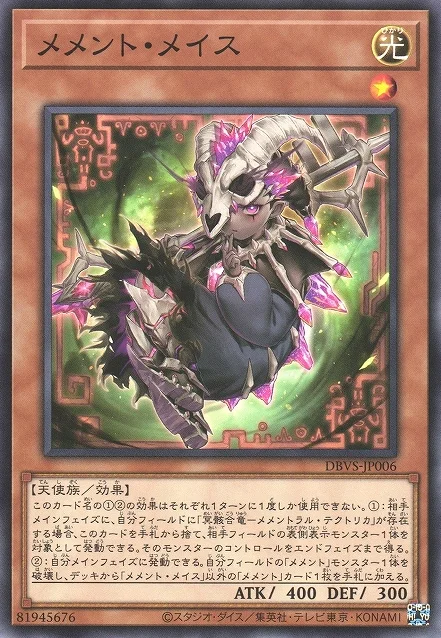 メメント・メイス
光
【天使族／効果】
このカード名の①②の効果はそれぞれ1ターンに1度しか使用できない。①：相手
メインフェイズに、自分フィールドに「冥骸合竜－メメントラル・テクトリカ」が存在
する場合、このカードを手札から捨て、相手フィールドの表側表示モンスター1体を
対象として発動できる。そのモンスターのコントロールをエンドフェイズまで得る。
②：自分メインフェイズに発動できる。自分フィールドの「メメント」モンスター1体を
破壊し、デッキから「メメント・メイス」以外の「メメント」カード1枚を手札に加える。
DBVS-JP006
ATK/ 400 DEF/ 300
81945676
©スタジオ・ダイス／集英社・テレビ東京・KONAMI